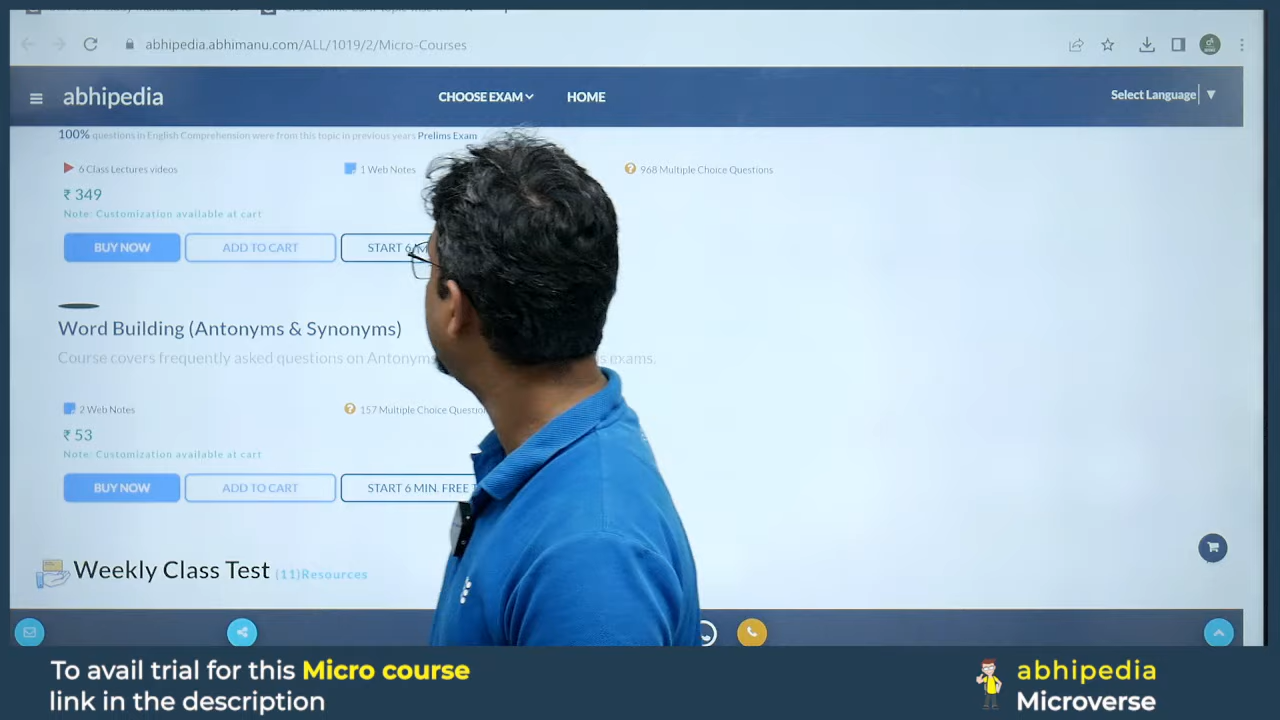 abhipedia.abhimanu.com/ALL/1019/2/Micro-Courses
abhipedia
CHOOSE EXAM
HOME
Select Language
100% questions in English Comprehension were from this topic in previous years Prelims Exam
6 Class Lectures videos
1 Web Notes
968 Multiple Choice Questions
₹ 349
Note: Customization available at cart
BUY NOW
ADD TO CART
START 6 M
Word Building (Antonyms & Synonyms)
Course covers frequently asked questions on Antonyms exams.
2 Web Notes
157 Multiple Choice Question
₹ 53
Note: Customization available at cart
BUY NOW
ADD TO CART
START 6 MIN. FREE T
Weekly Class Test (11)Resources
To avail trial for this Micro course
link in the description
abhipedia
Microverse